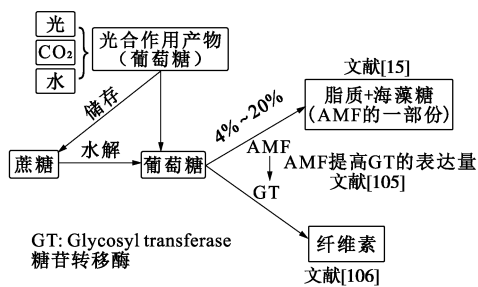 光
CO₂
水
光合作用产物
(葡萄糖)
储存
蔗糖
水解
葡萄糖
4%~20%
文献[15]
脂质+海藻糖
(AMF的一部份)
AMF
GT
AMF提高GT的表达量
文献[105]
纤维素
文献[106]
GT: Glycosyl transferase
糖苷转移酶